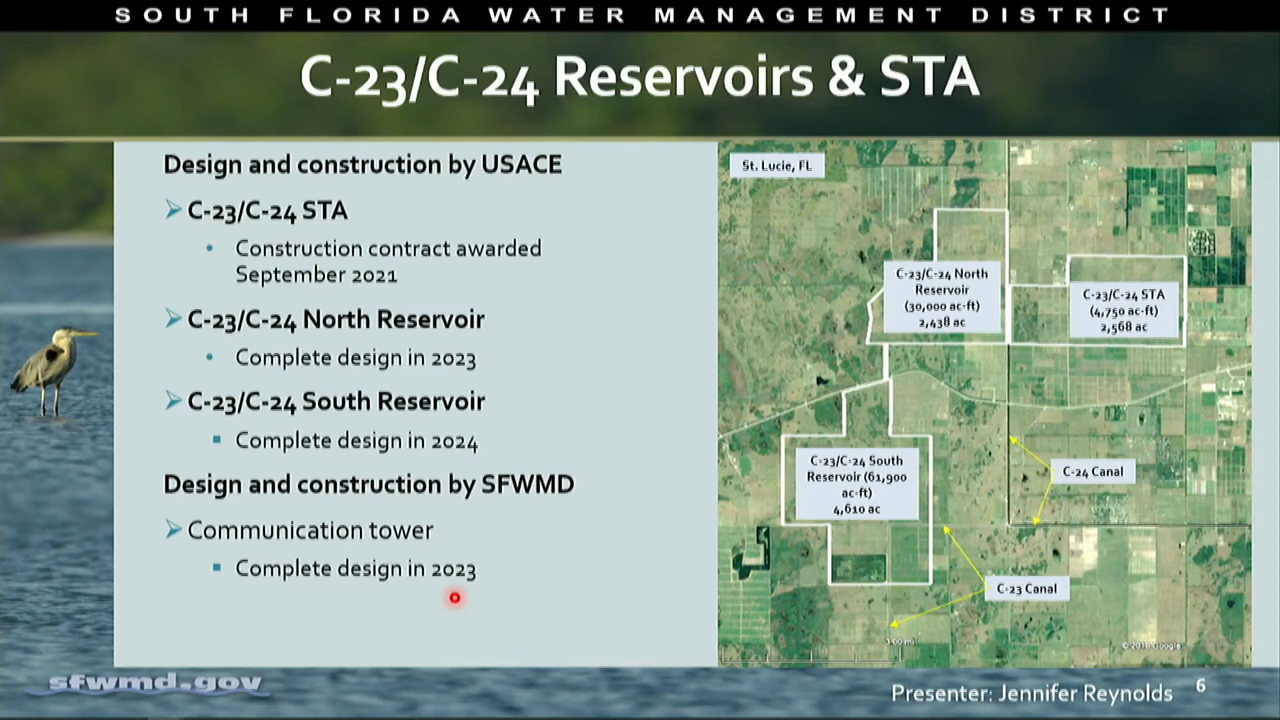 SOUTH FLORIDA WATER MANAGEMENT DISTRICT
C-23/C-24 Reservoirs & STA
Design and construction by USACE
C-23/C-24 STA
Construction contract awarded
September 2021
C-23/C-24 North Reservoir
Complete design in 2023
C-23/C-24 South Reservoir
Complete design in 2024
Design and construction by SFWMD
Communication tower
Complete design in 2023
St. Lucie, FL
C-23/C-24 North
Reservoir
(30,000 ac-ft)
2,438 ac
C-23/C-24 STA
(4,750 ac-ft)
2,568 ac
C-23/C-24 South
Reservoir (61,900
ac-ft)
4,610 ac
C-24 Canal
C-23 Canal
© 2018 Google
sfwmd.gov
Presenter: Jennifer Reynolds 6